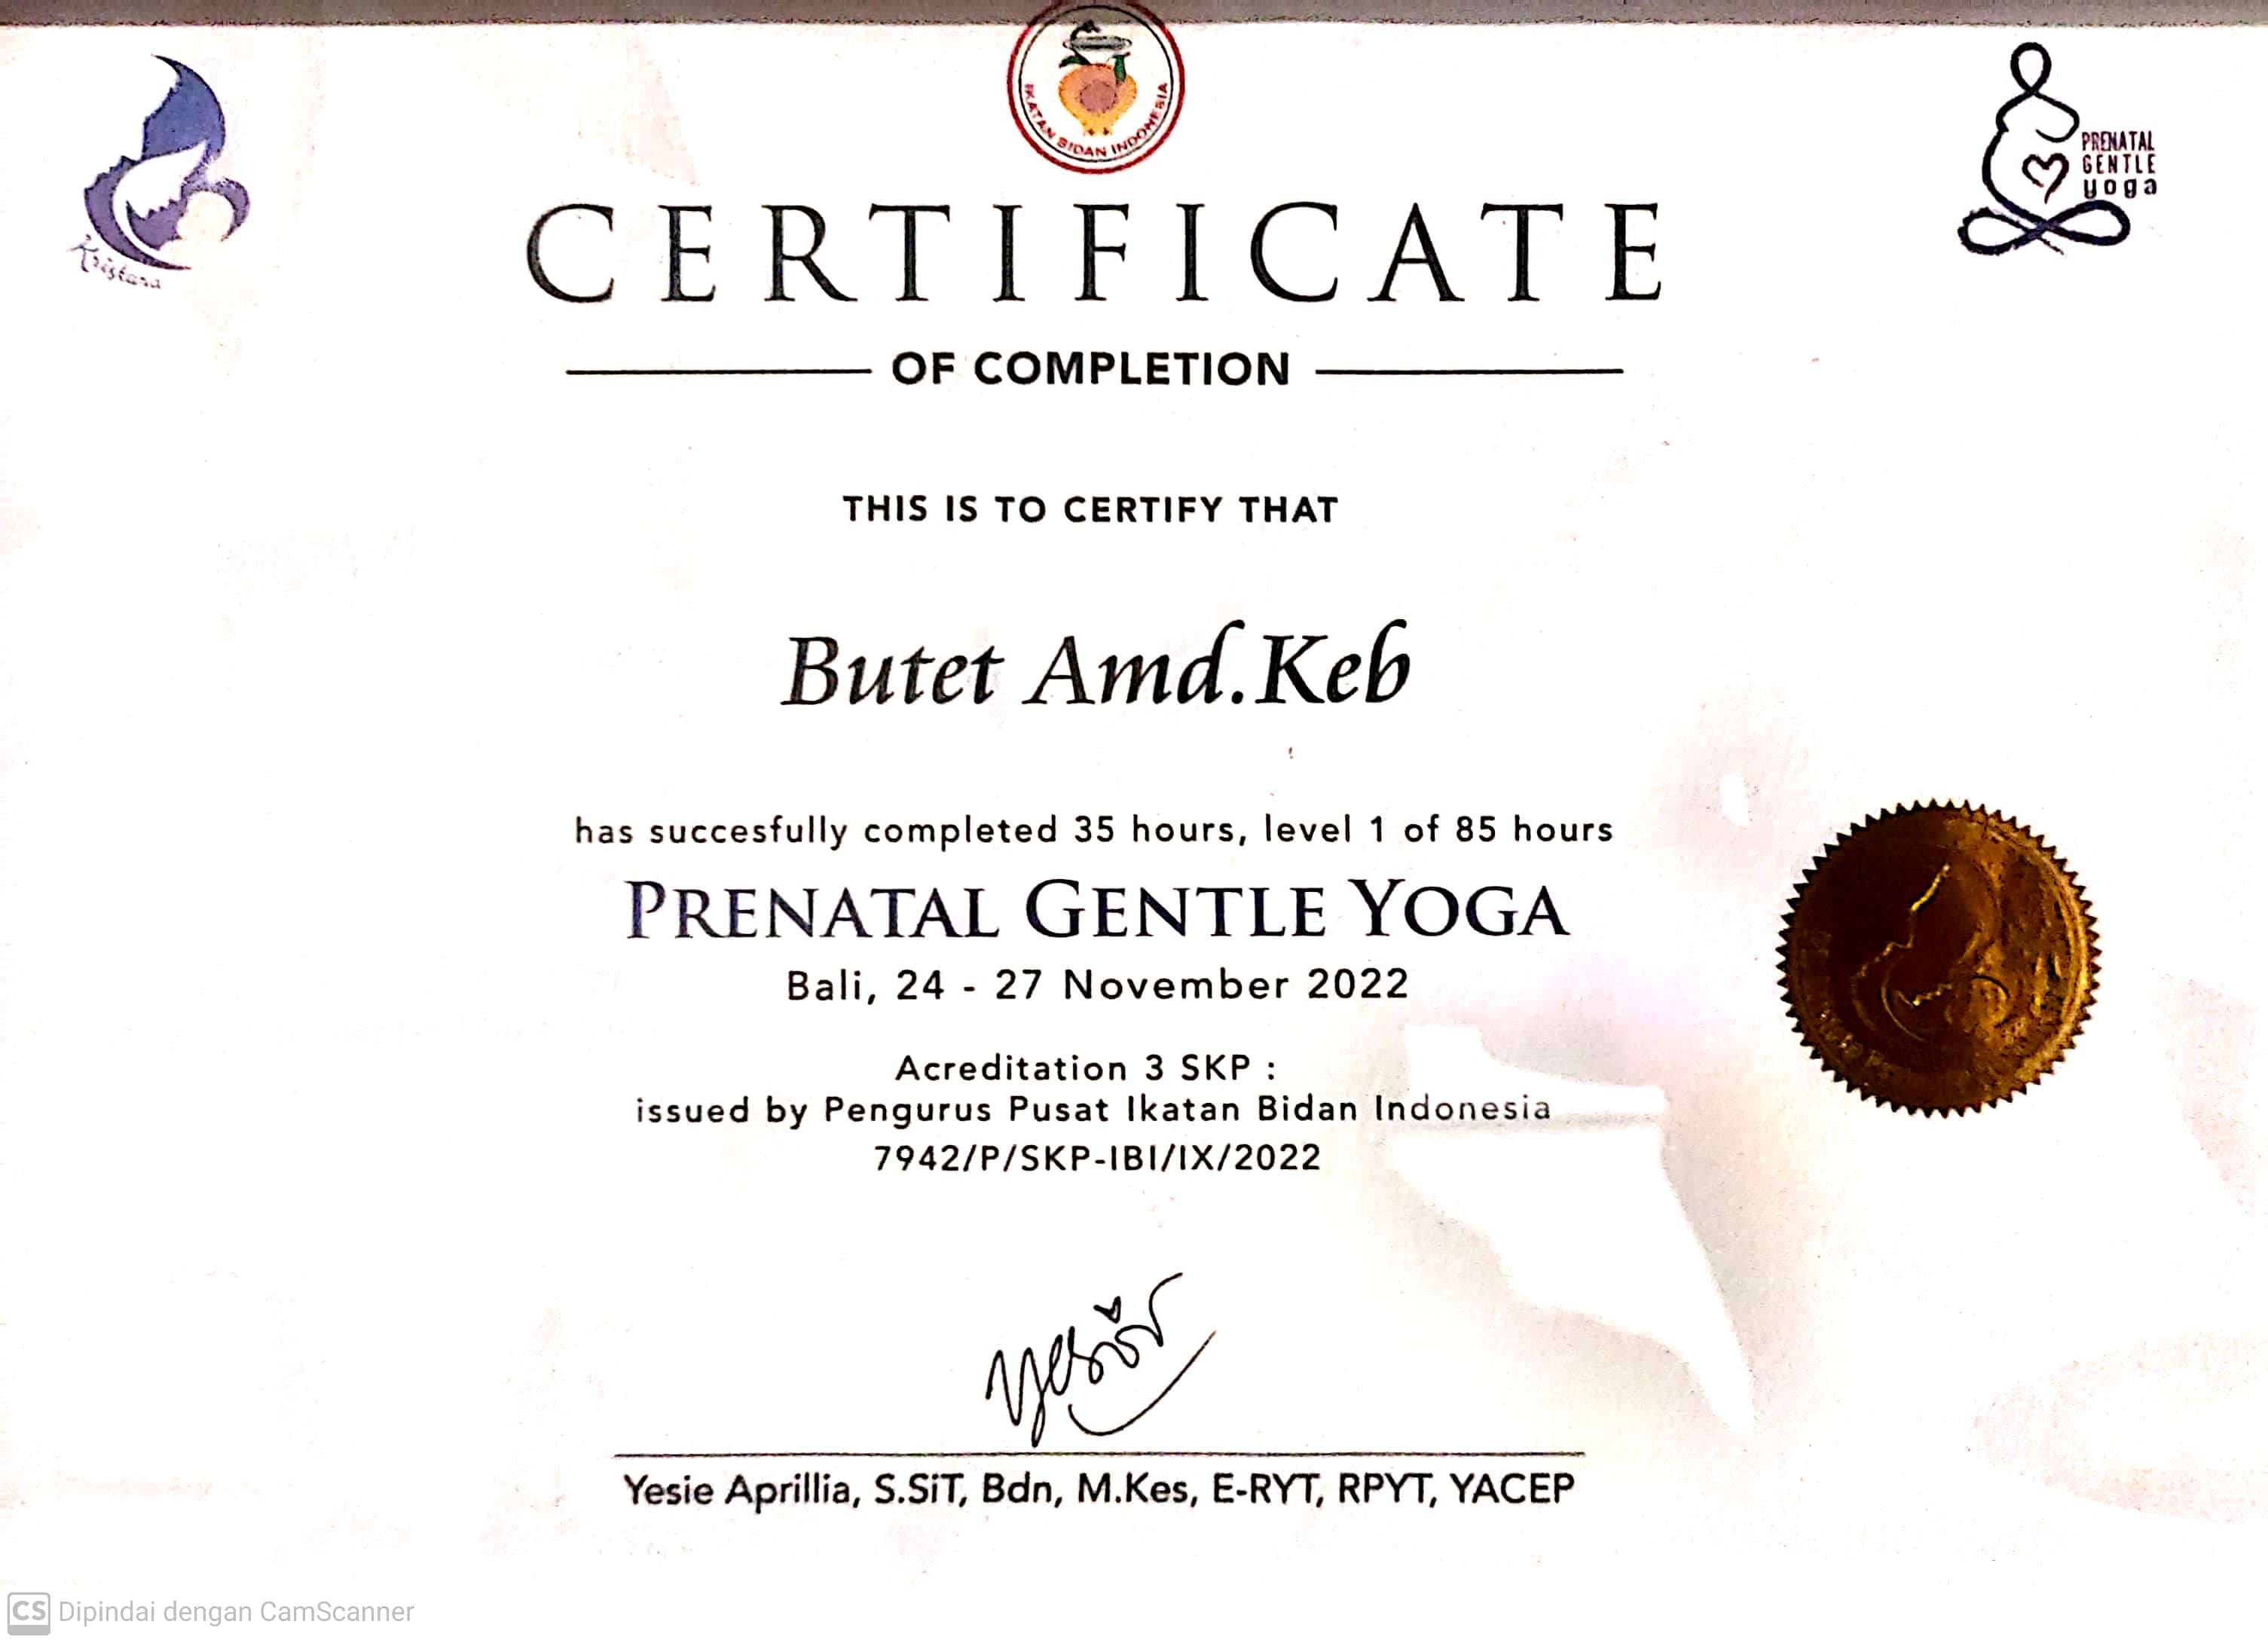 Kristara
IKATAN BIDAN INDONESIA
PRENATAL
GENTLE
yoga
CERTIFICATE
OF COMPLETION
THIS IS TO CERTIFY THAT
Butet Amd.Keb
has succesfully completed 35 hours, level 1 of 85 hours
PRENATAL GENTLE YOGA
Bali, 24 - 27 November 2022
Acreditation 3 SKP :
issued by Pengurus Pusat Ikatan Bidan Indonesia
7942/P/SKP-IBI/IX/2022
yesie
Yesie Aprillia, S.SiT, Bdn, M.Kes, E-RYT, RPYT, YACEP
CS Dipindai dengan CamScanner